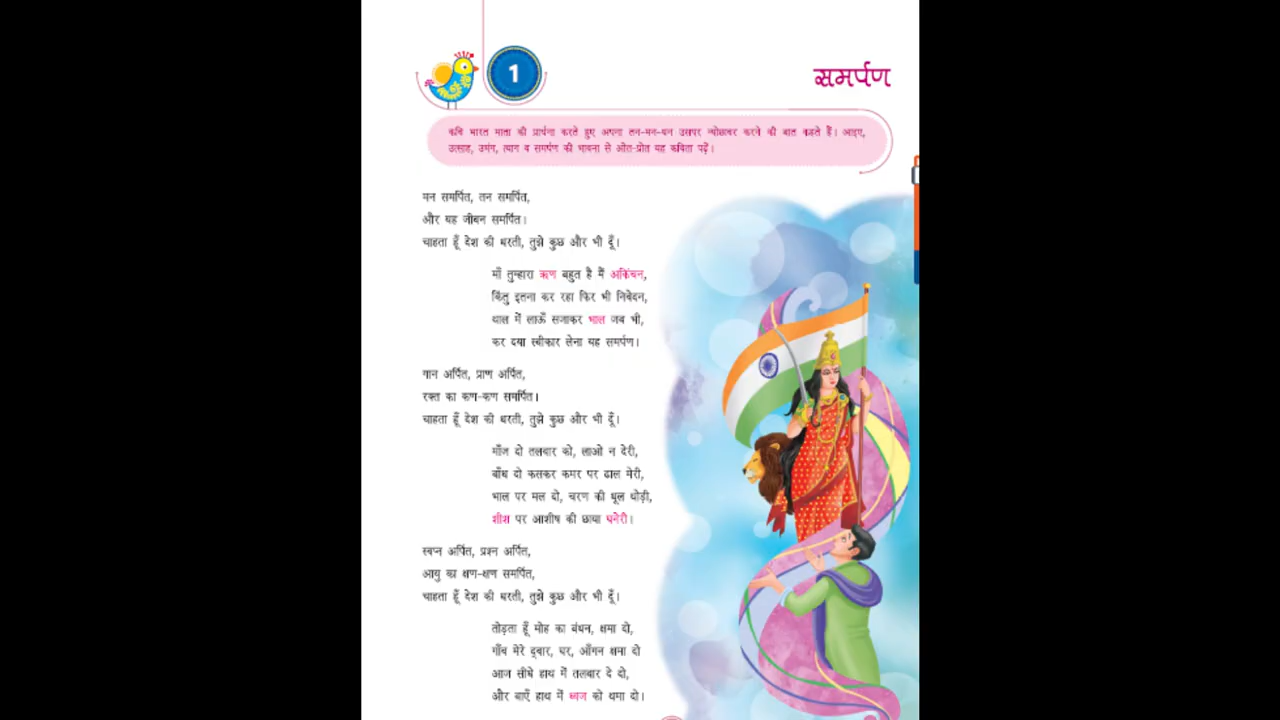 1
समर्पण
कवि भारत माता की प्रार्थना करते हुए अपना तन-मन-धन उसपर न्योछावर करने की बात कहते हैं। आइए,
उत्साह, उमंग, त्याग व समर्पण की भावना से ओत-प्रोत यह कविता पढ़ें।
मन समर्पित, तन समर्पित,
और यह जीवन समर्पित।
चाहता हूँ देश की धरती, तुझे कुछ और भी दूँ।
माँ तुम्हारा ऋण बहुत है मैं अकिंचन,
किंतु इतना कर रहा फिर भी निवेदन,
थाल में लाऊँ सजाकर भाल जब भी,
कर दया स्वीकार लेना यह समर्पण।
गान अर्पित, प्राण अर्पित,
रक्त का कण-कण समर्पित।
चाहता हूँ देश की धरती, तुझे कुछ और भी दूँ।
माँज दो तलवार को, लाओ न देरी,
बाँध दो कसकर कमर पर ढाल मेरी,
भाल पर मल दो, चरण की धूल थोड़ी,
शीश पर आशीष की छाया घनेरी।
स्वप्न अर्पित, प्रश्न अर्पित,
आयु का क्षण-क्षण समर्पित,
चाहता हूँ देश की धरती, तुझे कुछ और भी दूँ।
तोड़ता हूँ मोह का बंधन, क्षमा दो,
गाँव मेरे द्वार, घर, आँगन क्षमा दो
आज सीधे हाथ में तलवार दे दो,
और बाएँ हाथ में ध्वज को थमा दो।